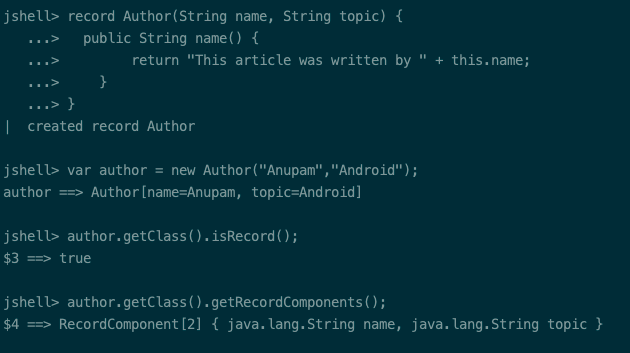 jshell> record Author(String name, String topic) {
   ...>   public String name() {
   ...>         return "This article was written by " + this.name;
   ...>     }
   ...> }
|  created record Author

jshell> var author = new Author("Anupam","Android");
author ==> Author[name=Anupam, topic=Android]

jshell> author.getClass().isRecord();
$3 ==> true

jshell> author.getClass().getRecordComponents();
$4 ==> RecordComponent[2] { java.lang.String name, java.lang.String topic }